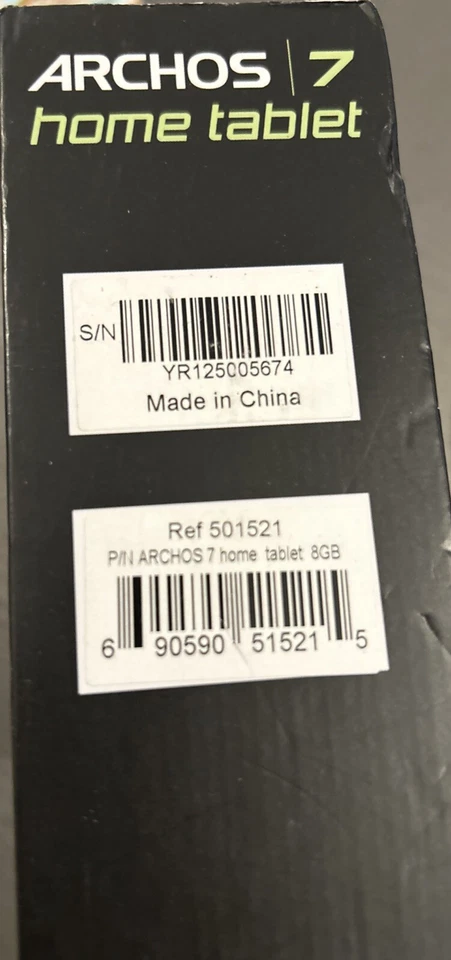 ARCHOS | 7
home tablet
S/N
YR125005674
Made in China
Ref 501521
P/N ARCHOS 7 home tablet 8GB
6 90590 51521 5